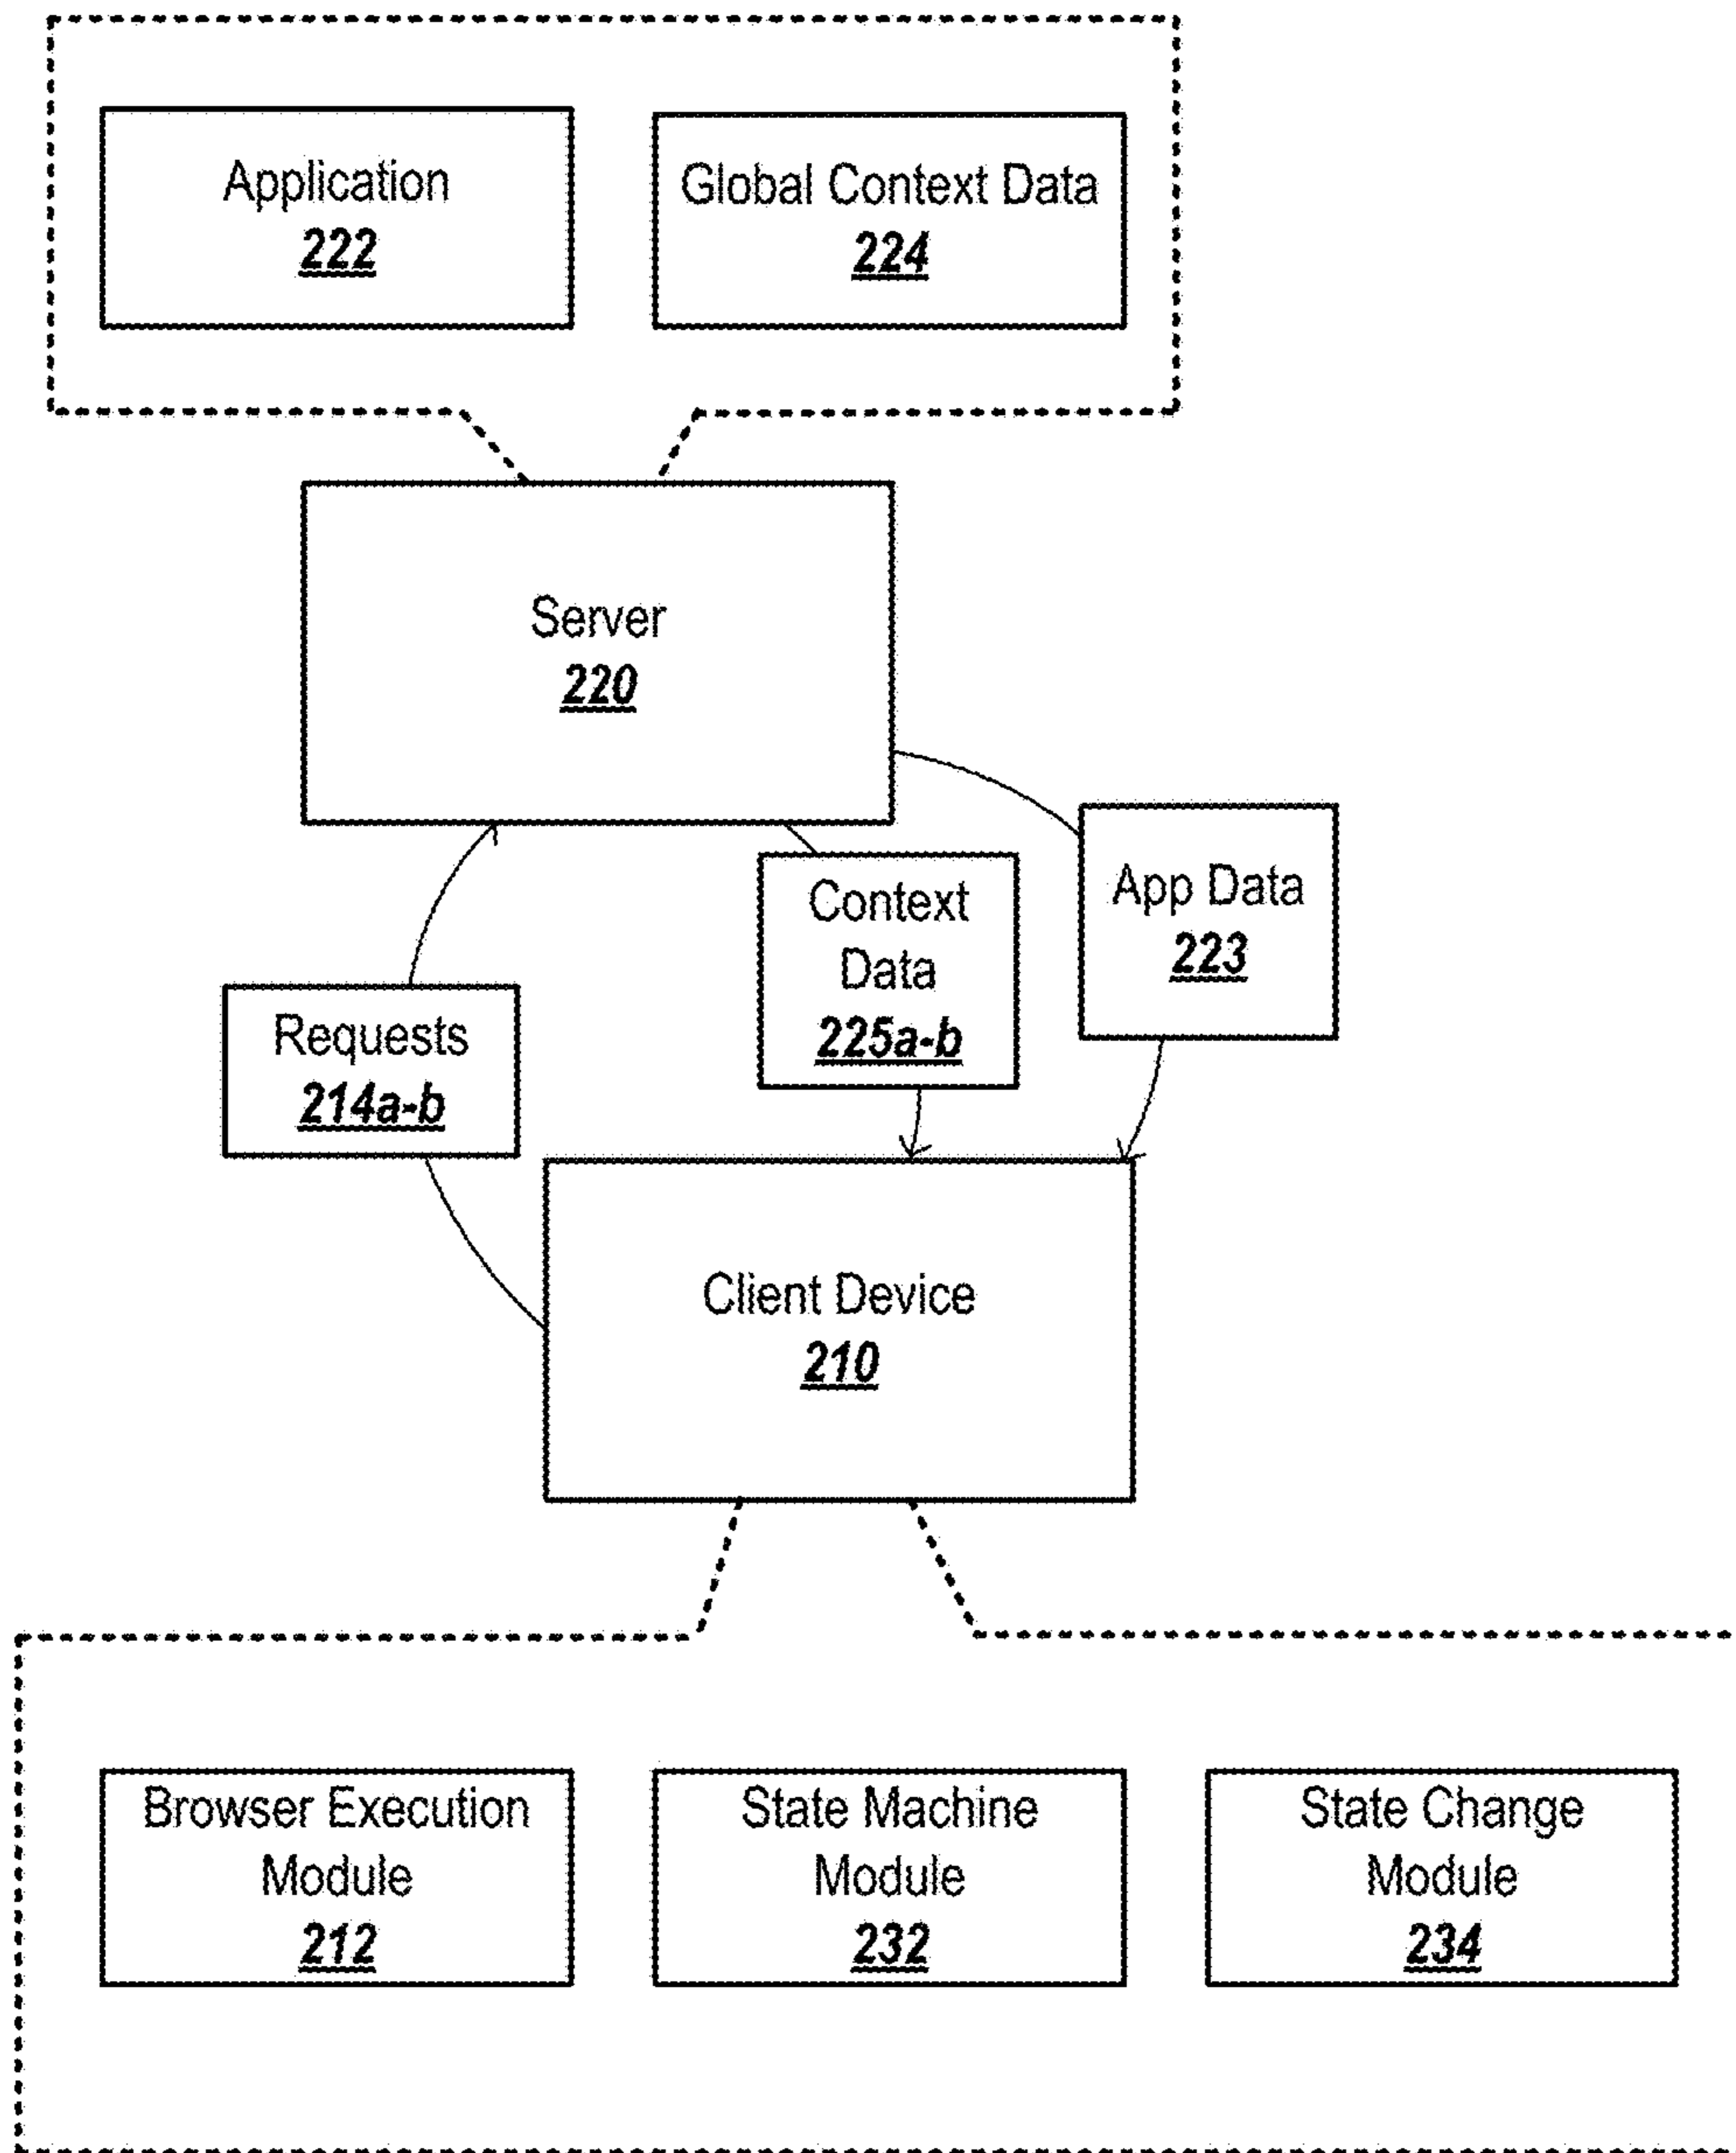 Application
222
Global Context Data
224
Server
220
Context
Data
225a-b
App Data
223
Requests
214a-b
Client Device
210
Browser Execution
Module
212
State Machine
Module
232
State Change
Module
234